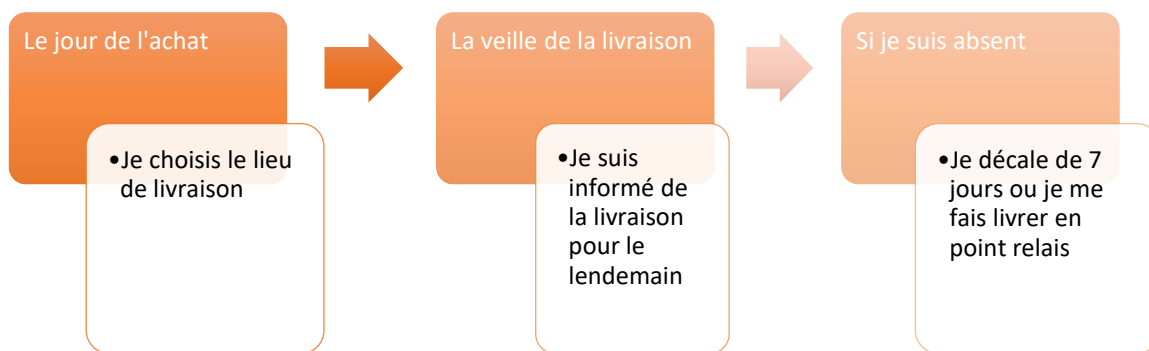 Le jour de l'achat
•Je choisis le lieu
de livraison
La veille de la livraison
•Je suis
informé de
la livraison
pour le
lendemain
Si je suis absent
•Je décale de 7
jours ou je me
fais livrer en
point relais